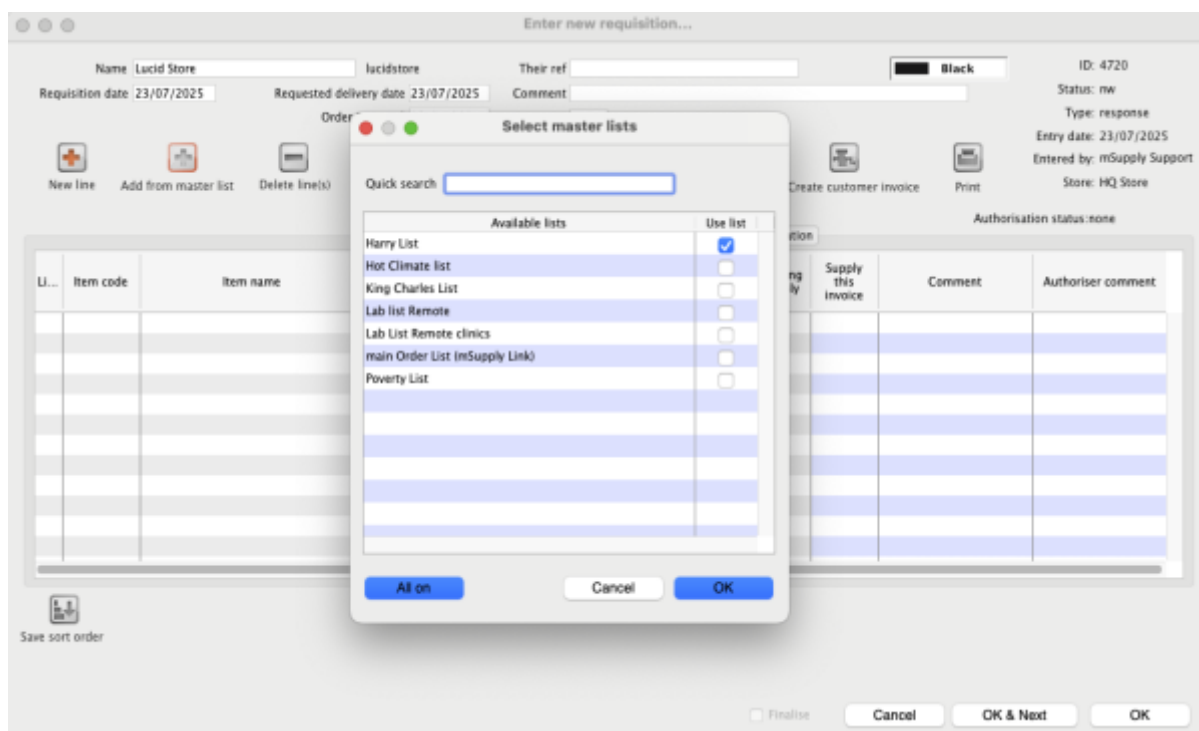 Enter new requisition...
Name Lucid Store lucidstore Their ref Black ID: 4720
Requisition date 23/07/2025 Requested delivery date 23/07/2025 Comment Status: nw
Order Type: response
Select master lists
Entry date: 23/07/2025
Entered by: mSupply Support
Store: HQ Store
New line Add from master list Delete line(s) Create customer invoice Print
Quick search
Authorisation status:none
Available lists Use list
Harry List
Hot Climate list
King Charles List
Lab list Remote
Lab List Remote clinics
main Order List (mSupply Link)
Poverty List
Li... Item code Item name Supply this invoice Comment Authoriser comment
All on Cancel OK
Save sort order
Finalise Cancel OK & Next OK